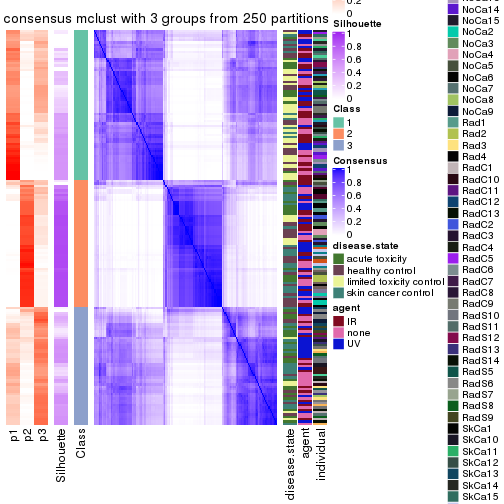 consensus mclust with 3 groups from 250 partitions
p1
p2
p3
Silhouette
Class
disease.state
agent
individual
0.2
0
Silhouette
1
0.8
0.6
0.4
0.2
0
Class
1
2
3
Consensus
1
0.8
0.6
0.4
0.2
0
disease.state
acute toxicity
healthy control
limited toxicity control
skin cancer control
agent
IR
none
UV
NoCa14
NoCa15
NoCa2
NoCa3
NoCa4
NoCa5
NoCa6
NoCa7
NoCa8
NoCa9
Rad1
Rad2
Rad3
Rad4
RadC1
RadC10
RadC11
RadC12
RadC13
RadC2
RadC3
RadC4
RadC5
RadC6
RadC7
RadC8
RadC9
RadS10
RadS11
RadS12
RadS13
RadS14
RadS5
RadS6
RadS7
RadS8
RadS9
SkCa1
SkCa10
SkCa11
SkCa12
SkCa13
SkCa14
SkCa15